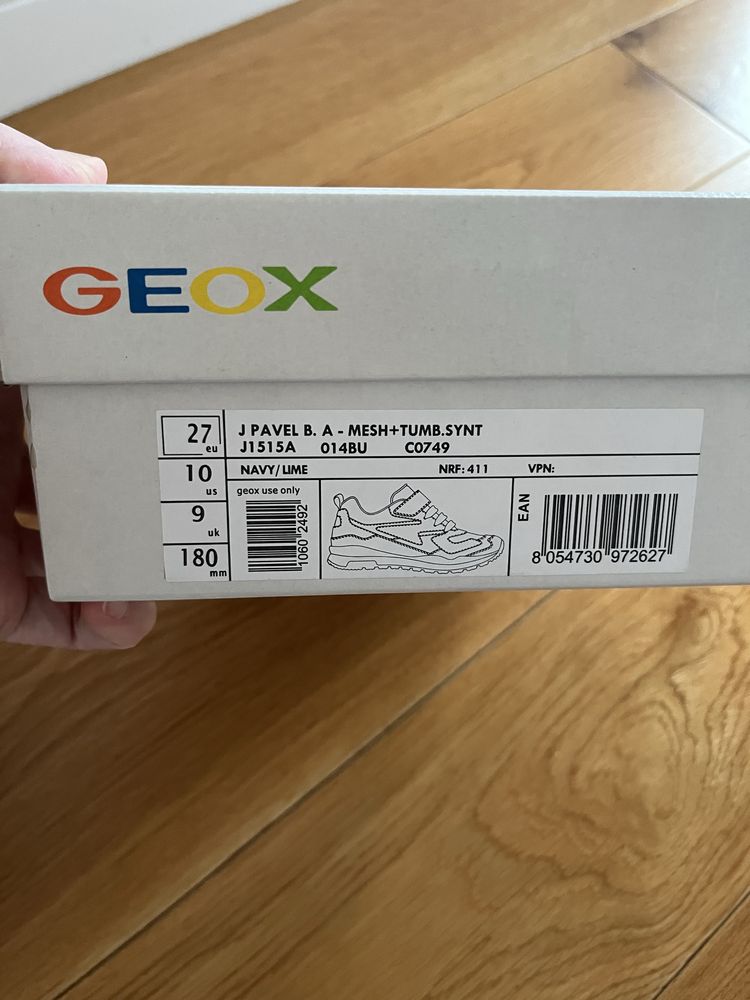 GEOX
27 eu
J PAVEL B. A - MESH+TUMB.SYNT
J1515A 014BU C0749
10 us
NAVY/LIME NRF: 411 VPN:
9 uk
geox use only
1060 2492
EAN
8 054730 972627
180 mm